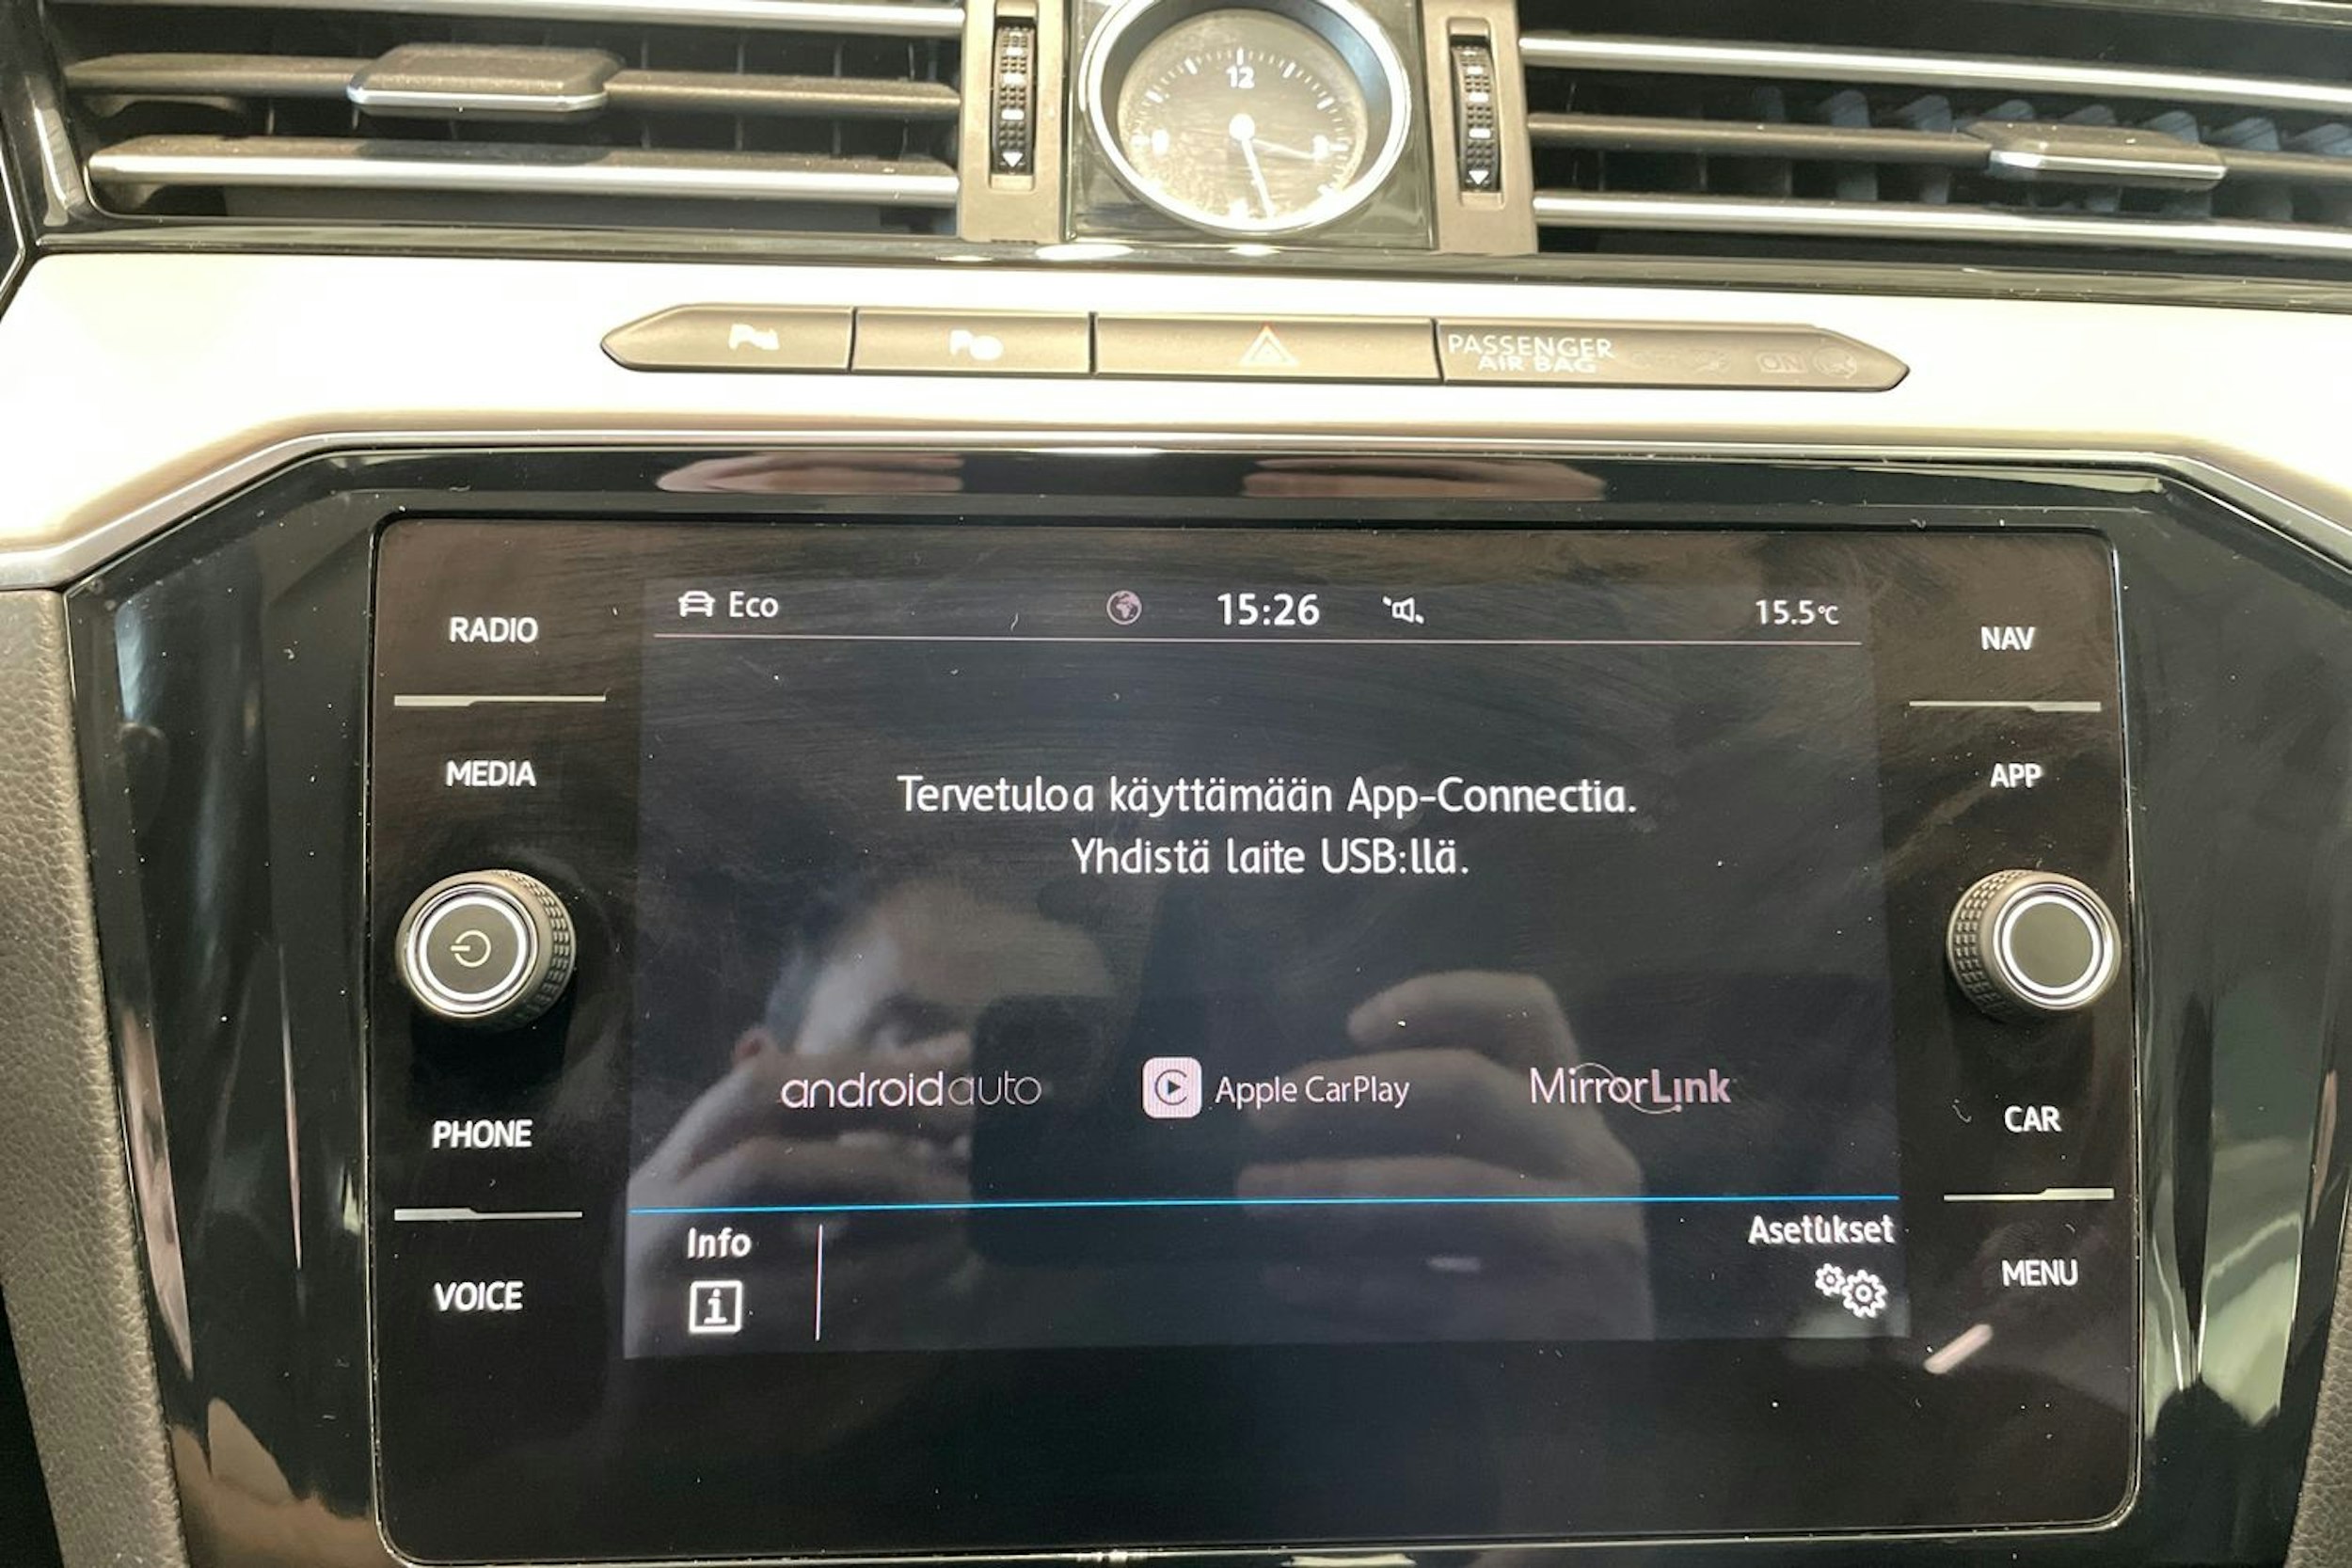 12
PASSENGER
AIR BAG
ON
Eco
15:26
15.5°C
RADIO
MEDIA
PHONE
VOICE
Tervetuloa käyttämään App-Connectia.
Yhdistä laite USB:llä.
androidauto
Apple CarPlay
MirrorLink
Info
Asetukset
NAV
APP
CAR
MENU